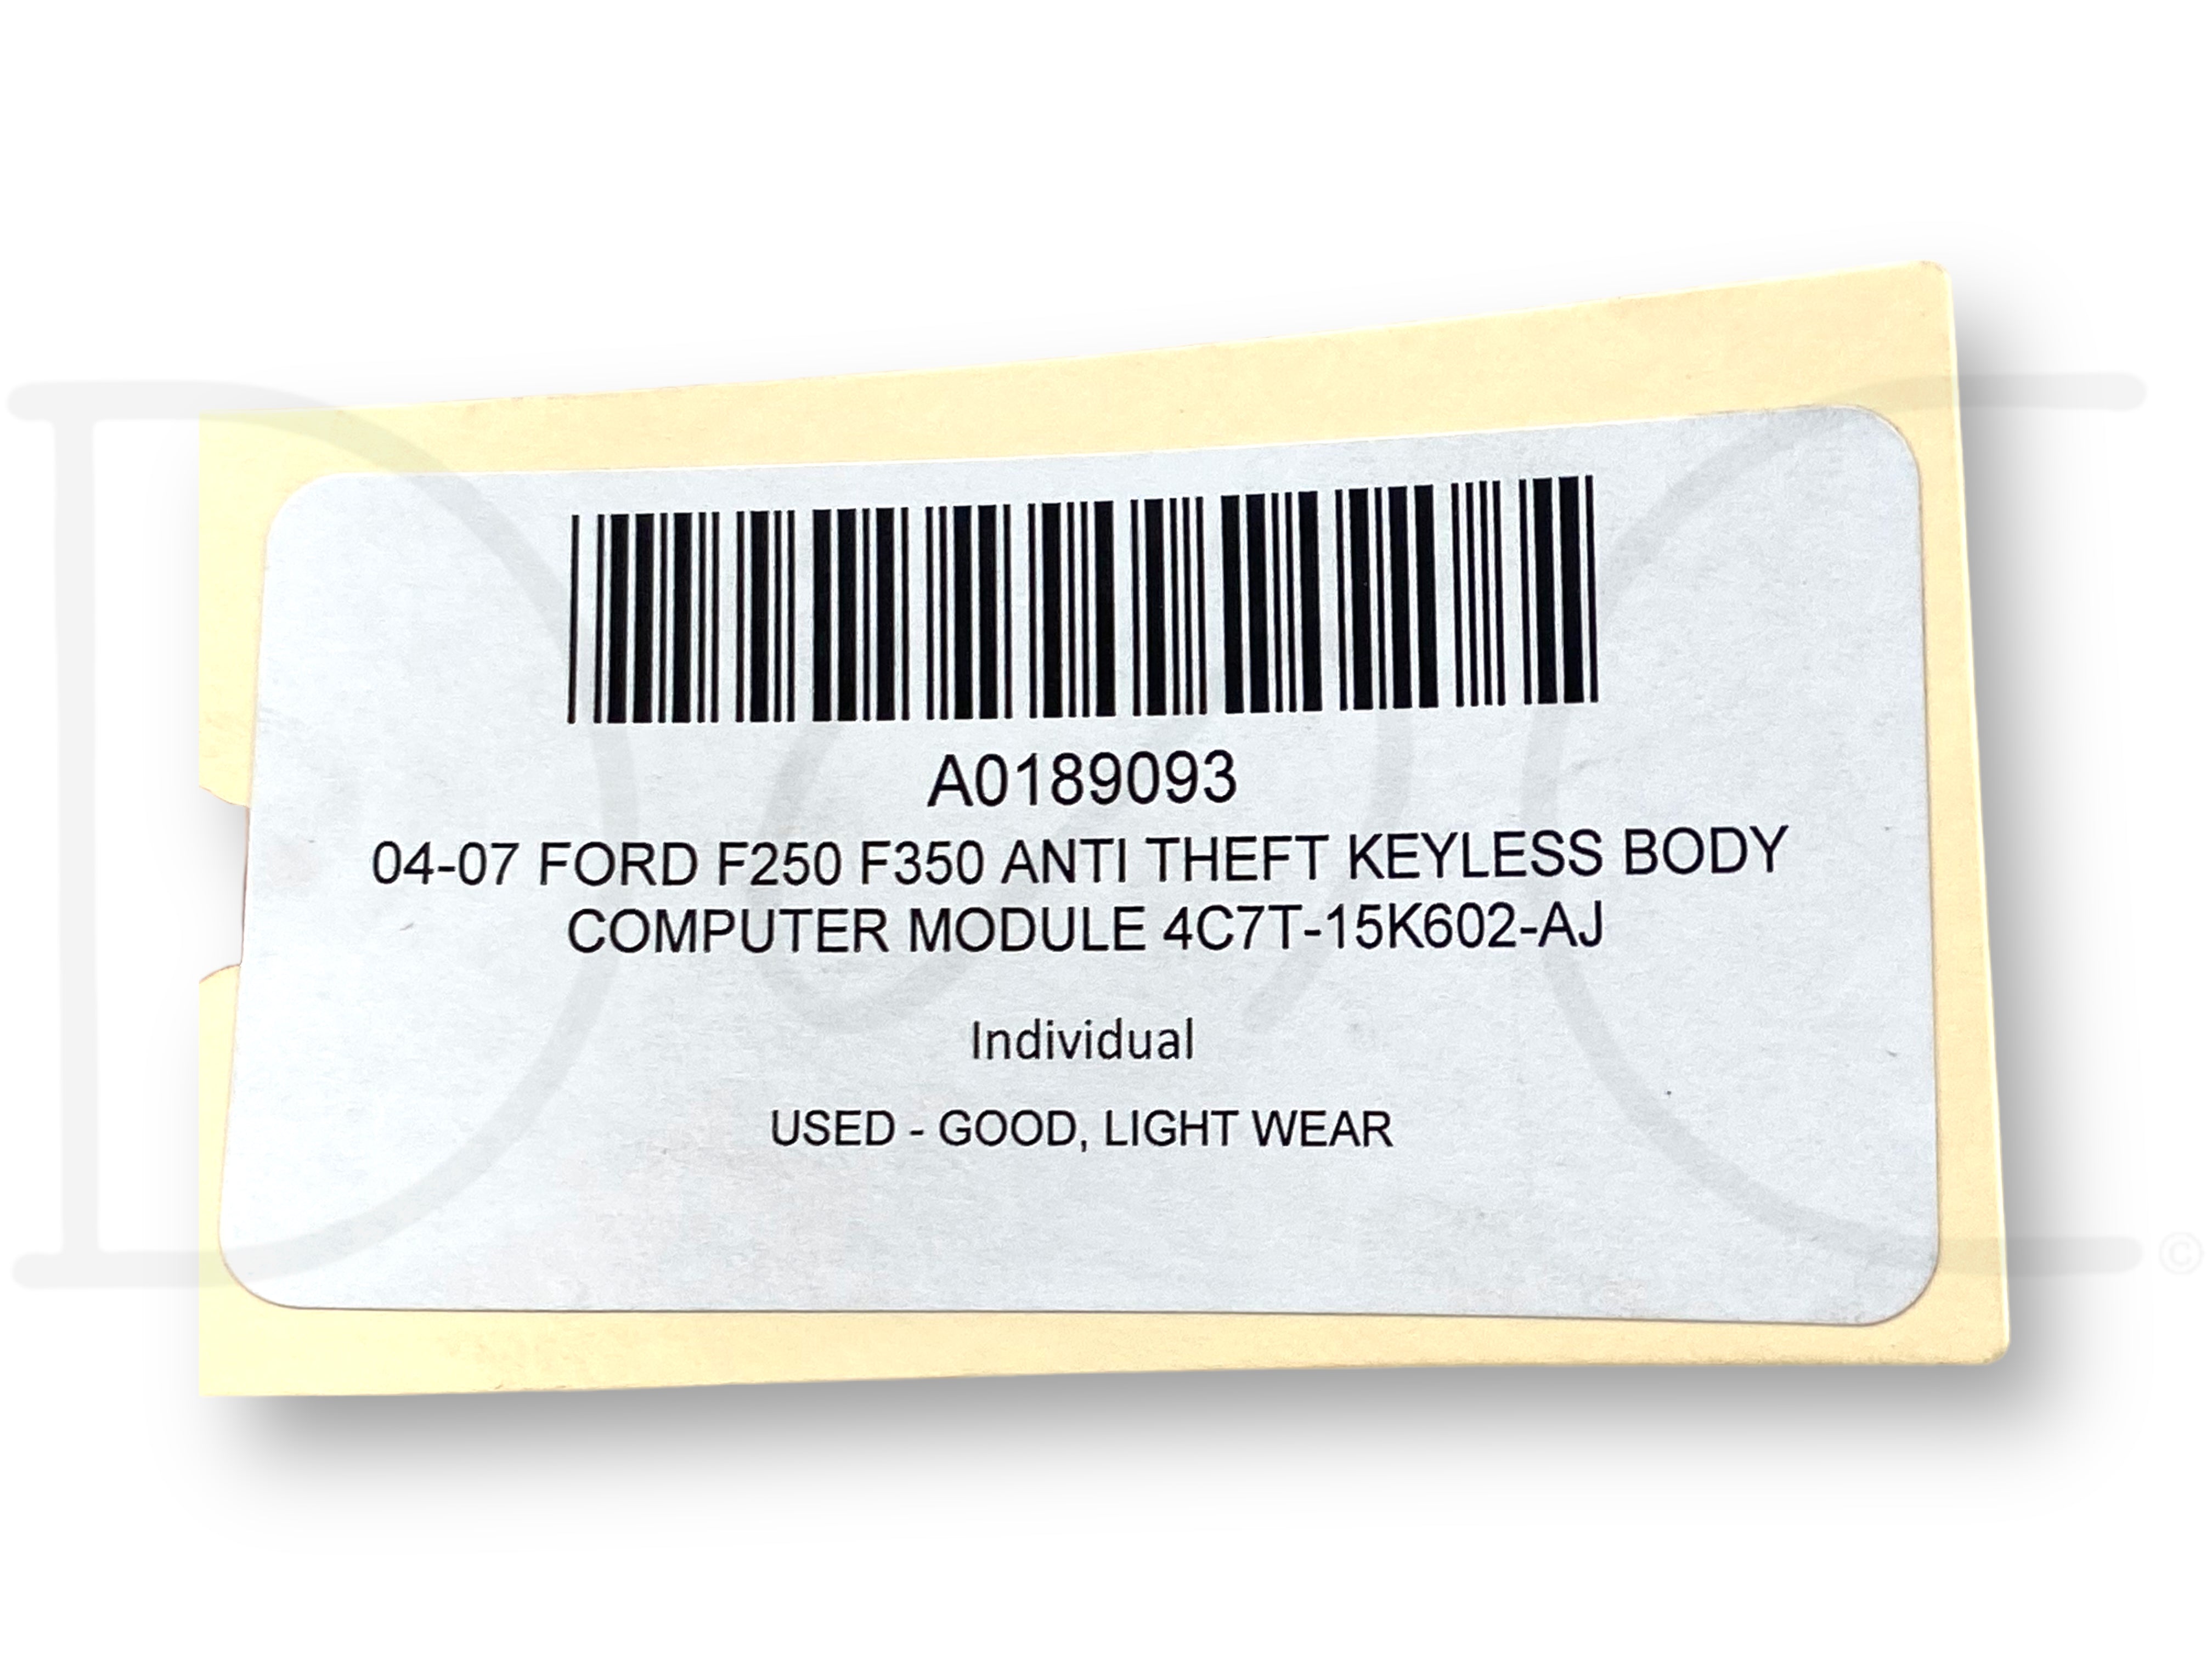 A0189093
04-07 FORD F250 F350 ANTI THEFT KEYLESS BODY
COMPUTER MODULE 4C7T-15K602-AJ
Individual
USED - GOOD, LIGHT WEAR
©